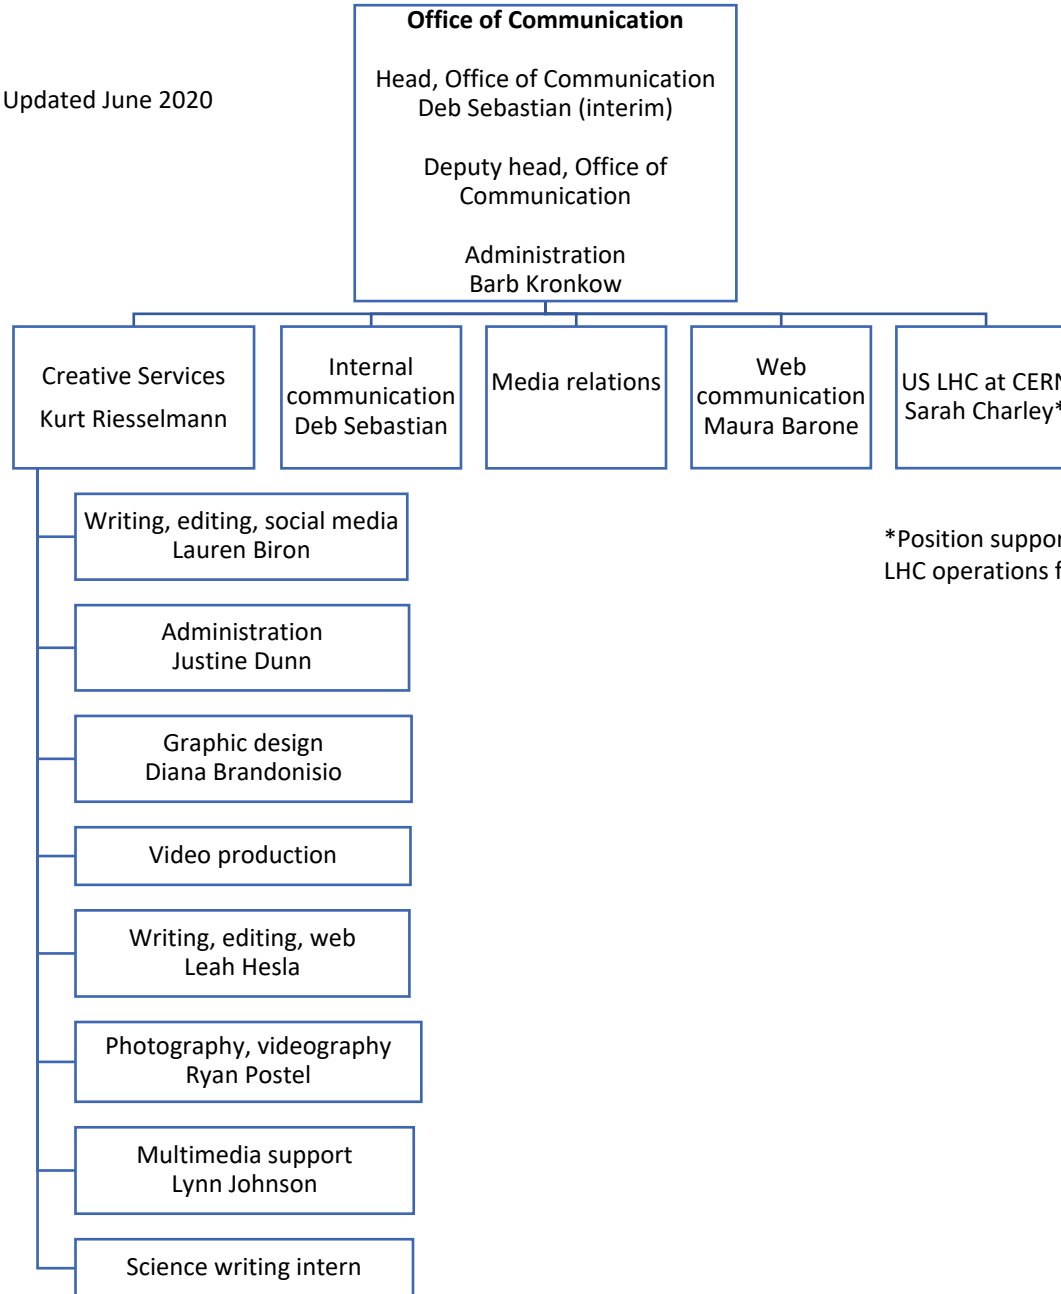 Office of Communication
Head, Office of Communication
Deb Sebastian (interim)
Deputy head, Office of
Communication
Administration
Barb Kronkow
Updated June 2020
Creative Services
Kurt Riesselmann
Internal
communication
Deb Sebastian
Media relations
Web
communication
Maura Barone
US LHC at CERN
Sarah Charley*
*Position
LHC operations
Writing, editing, social media
Lauren Biron
Administration
Justine Dunn
Graphic design
Diana Brandonisio
Video production
Writing, editing, web
Leah Hesla
Photography, videography
Ryan Postel
Multimedia support
Lynn Johnson
Science writing intern